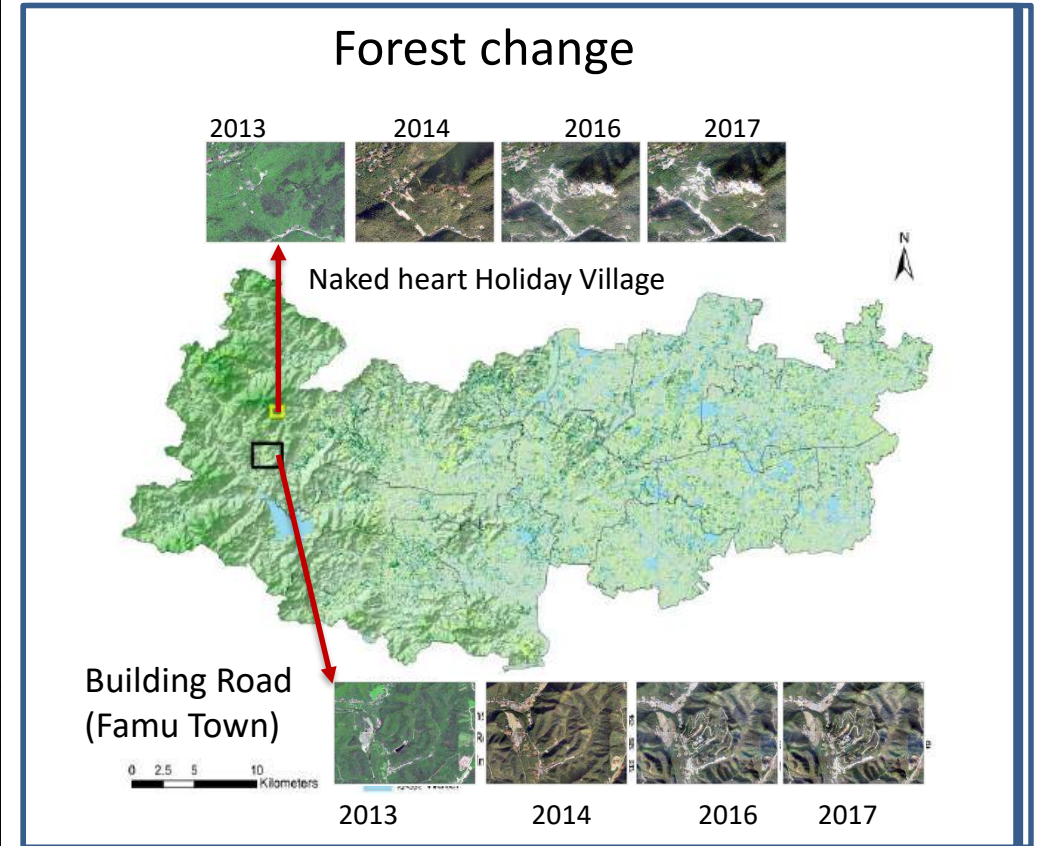 Forest change
2013 2014 2016 2017
N
Naked heart Holiday Village
Building Road
(Famu Town)
0 2.5 5 10
Kilometers
2013 2014 2016 2017